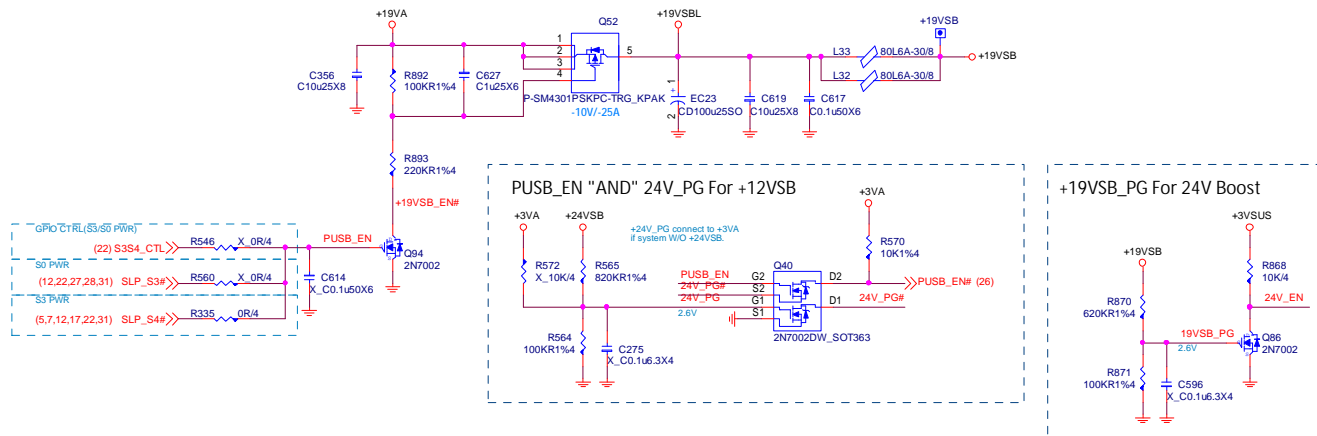 +19VA
Q52
+19VSBL
+19VSB
1
2
3
4
5
C356
C10u25X8
R892
100KR1%4
C627
C1u25X6
P-SM4301PSKPC-TRG_KPAK
-10V/-25A
+
1
2
EC23
CD100u25SO
C619
C10u25X8
C617
C0.1u50X6
L33
80L6A-30/8
L32
80L6A-30/8
+19VSB
R893
220KR1%4
+19VSB_EN#
GPIO CTRL(S3/S0 PWR)
(22) S3S4_CTL
R546
X_0R/4
PUSB_EN
Q94
2N7002
S0 PWR
(12,22,27,28,31) SLP_S3#
R560
X_0R/4
C614
X_C0.1u50X6
S3 PWR
(5,7,12,17,22,31) SLP_S4#
R335
0R/4
PUSB_EN "AND" 24V_PG For +12VSB
+3VA
+24VSB
+24V_PG connect to +3VA
if system W/O +24VSB.
+3VA
R572
X_10K/4
R565
820KR1%4
R570
10K1%4
PUSB_EN
24V_PG#
24V_PG
2.6V
G2
S2
G1
S1
Q40
D2
D1
PUSB_EN# (26)
24V_PG#
2N7002DW_SOT363
R564
100KR1%4
C275
X_C0.1u6.3X4
+19VSB_PG For 24V Boost
+3VSUS
+19VSB
R868
10K/4
24V_EN
R870
620KR1%4
19VSB_PG
2.6V
Q86
2N7002
R871
100KR1%4
C596
X_C0.1u6.3X4